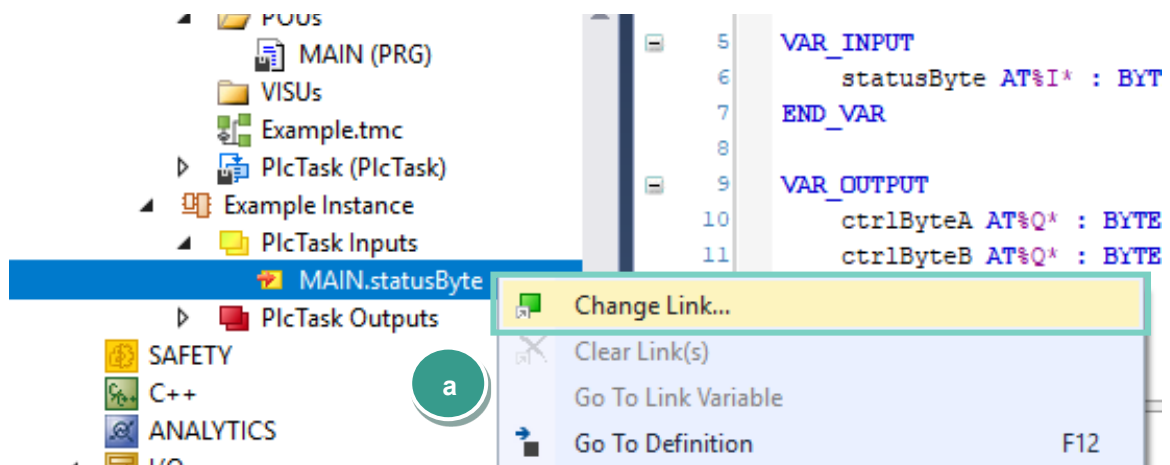 POUs
MAIN (PRG)
VISUs
Example.tmc
PlcTask (PlcTask)
Example Instance
PlcTask Inputs
MAIN.statusByte
PlcTask Outputs
SAFETY
C++
ANALYTICS
I/O
5 VAR_INPUT
6 statusByte AT%I* : BYT
7 END_VAR
8
9 VAR_OUTPUT
10 ctrlByteA AT%Q* : BYTE
11 ctrlByteB AT%Q* : BYTE
Change Link...
Clear Link(s)
Go To Link Variable
Go To Definition F12
a